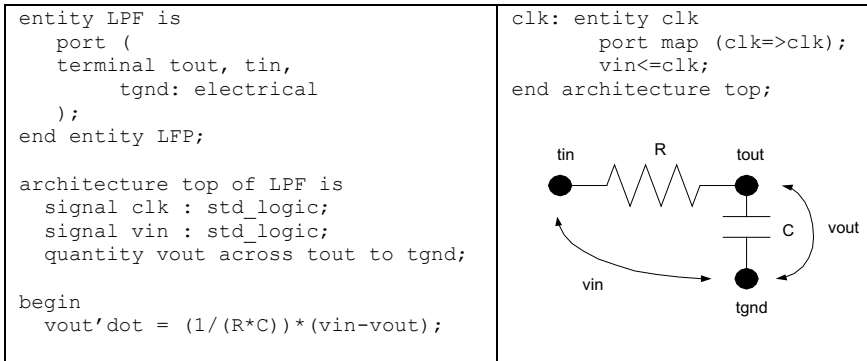 entity LPF is
port (
terminal tout, tin,
tgnd: electrical
);
end entity LFP;
architecture top of LPF is
signal clk : std_logic;
signal vin : std_logic;
quantity vout across tout to tgnd;
begin
vout'dot = (1/(R*C))*(vin-vout);
clk: entity clk
port map (clk=>clk);
vin<=clk;
end architecture top;
tin
R
tout
C
vout
vin
tgnd